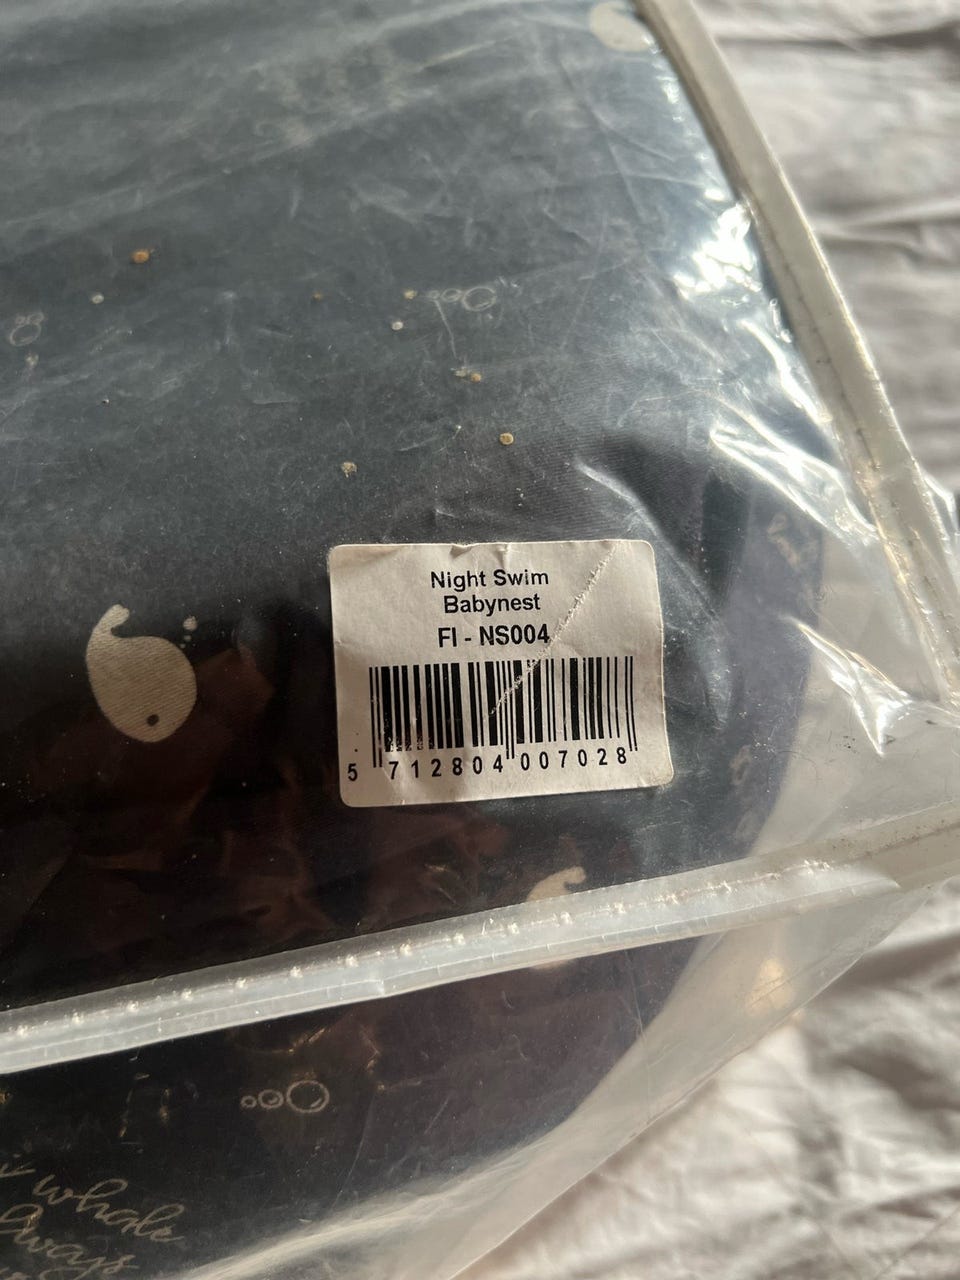 Night Swim
Babynest
FI - NS004
5 712804 007028
whale